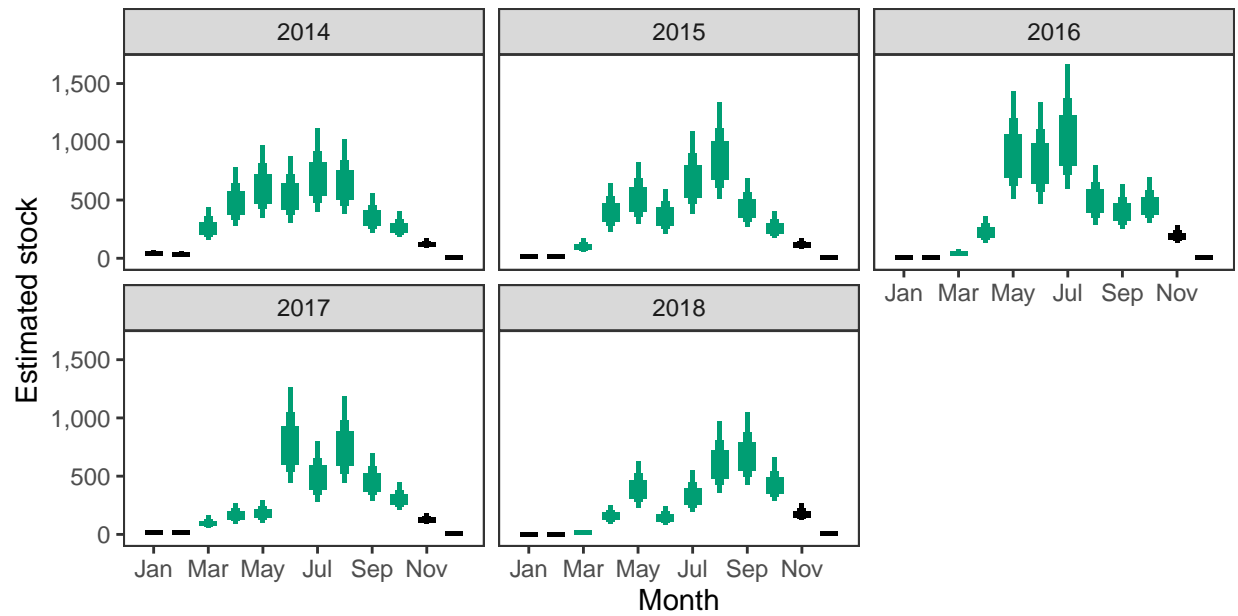 2014 2015 2016
1,500
1,000
500
0
Jan Mar May Jul Sep Nov
2017 2018
1,500
1,000
500
0
Jan Mar May Jul Sep Nov Jan Mar May Jul Sep Nov
Month
Estimated stock